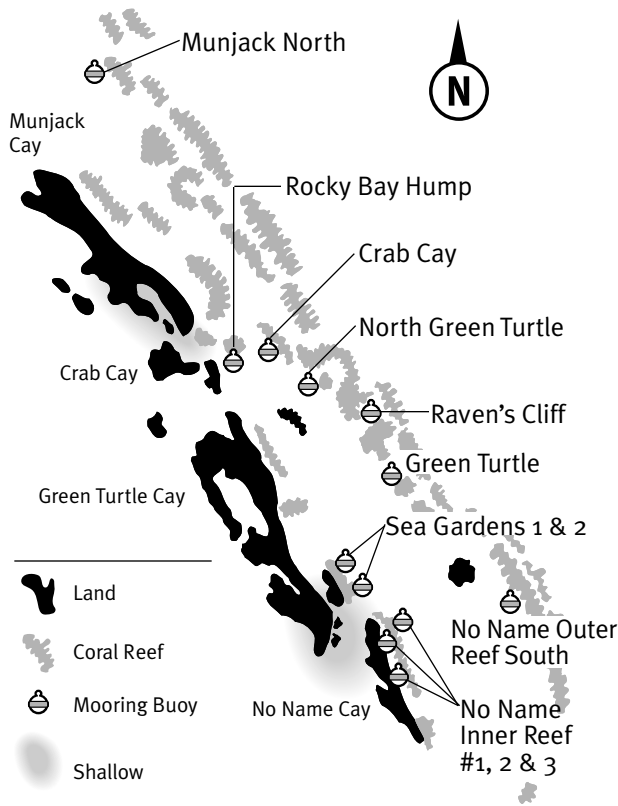 Munjack North
N
Munjack
Cay
Rocky Bay Hump
Crab Cay
North Green Turtle
Crab Cay
Raven's Cliff
Green Turtle
Green Turtle Cay
Sea Gardens 1 & 2
Land
No Name Outer
Reef South
Coral Reef
Mooring Buoy
No Name Cay
No Name
Inner Reef
#1, 2 & 3
Shallow